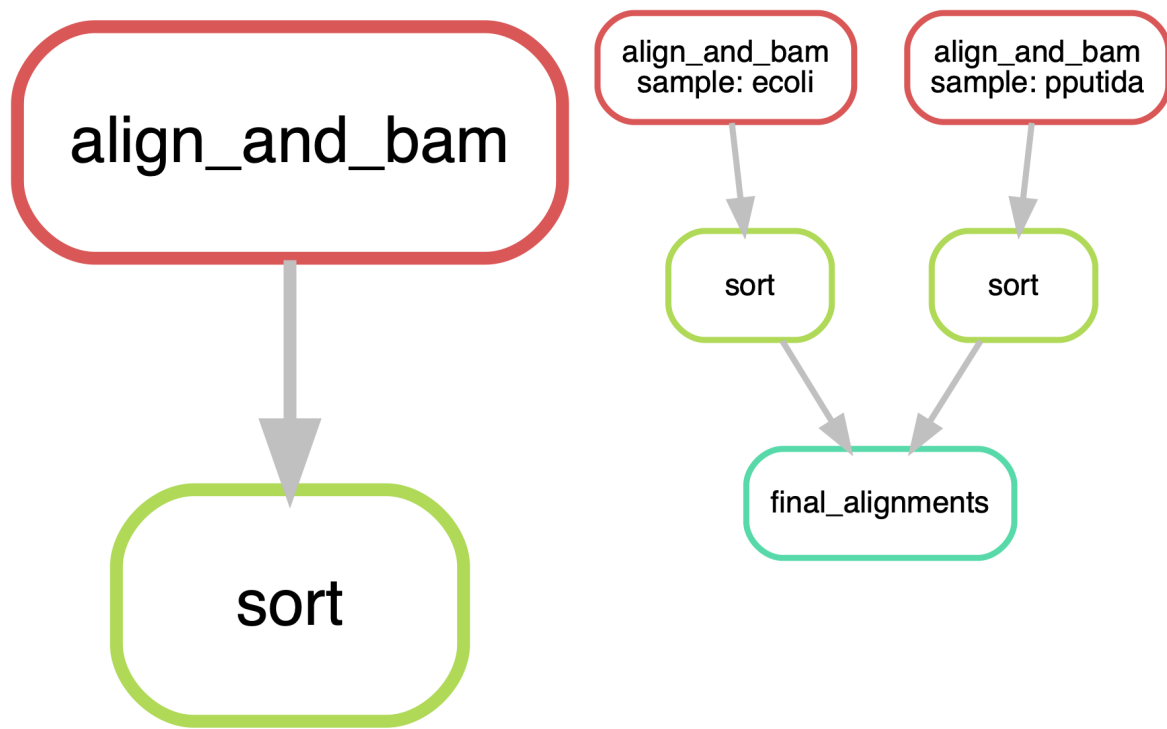 align_and_bam
sort
align_and_bam
sample: ecoli
align_and_bam
sample: pputida
sort
sort
final_alignments